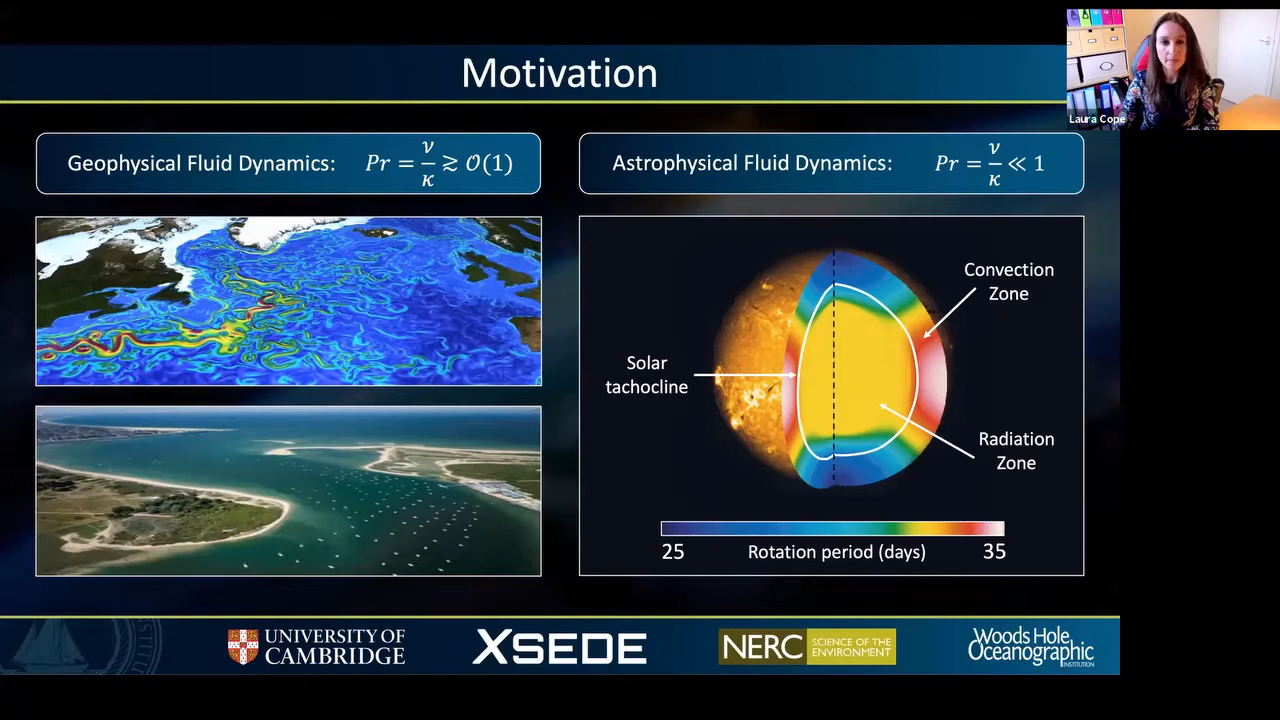 Motivation
Laura Cope
Geophysical Fluid Dynamics: Pr = ν/κ ≳ 𝒪(1)
Astrophysical Fluid Dynamics: Pr = ν/κ ≪ 1
Convection
Zone
Solar
tachocline
Radiation
Zone
25 Rotation period (days) 35
UNIVERSITY OF
CAMBRIDGE
XSEDE
NERC SCIENCE OF THE
ENVIRONMENT
Woods Hole
Oceanographic
INSTITUTION